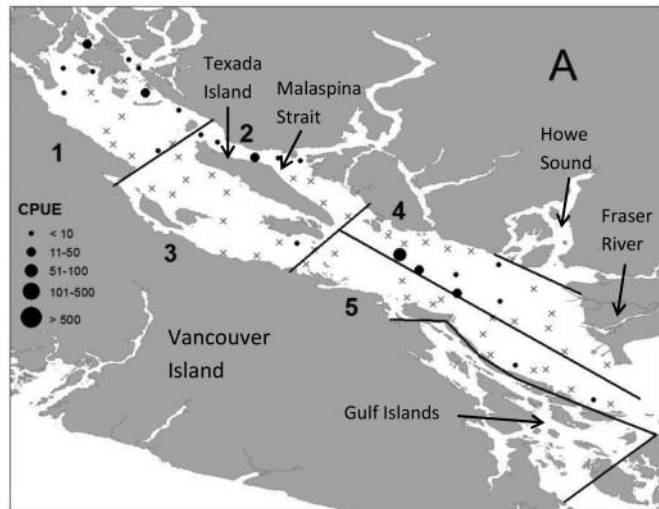 A
Texada
Island
Malaspina
Strait
Howe
Sound
2
1
Fraser
River
CPUE
< 10
11-50
51-100
101-500
> 500
4
3
5
Vancouver
Island
Gulf Islands